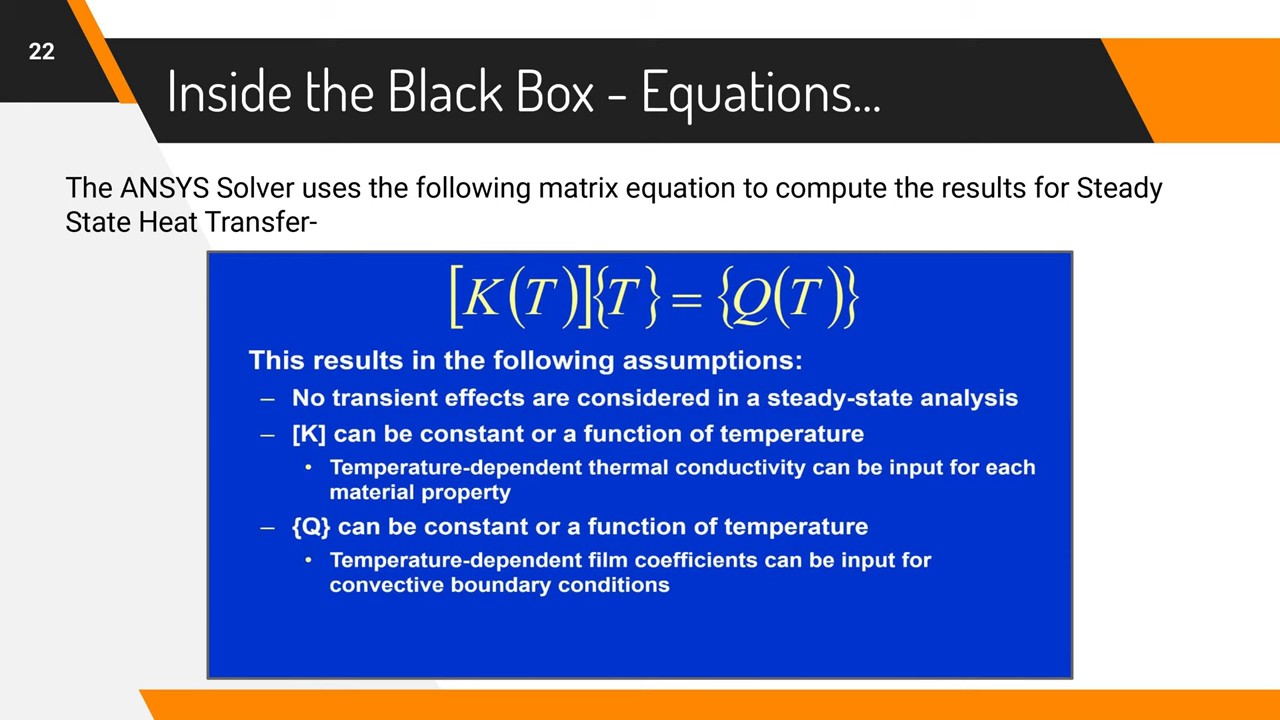 22
Inside the Black Box - Equations...
The ANSYS Solver uses the following matrix equation to compute the results for Steady
State Heat Transfer-
[K(T)]{T}={Q(T)}
This results in the following assumptions:
– No transient effects are considered in a steady-state analysis
– [K] can be constant or a function of temperature
• Temperature-dependent thermal conductivity can be input for each
material property
– {Q} can be constant or a function of temperature
• Temperature-dependent film coefficients can be input for
convective boundary conditions